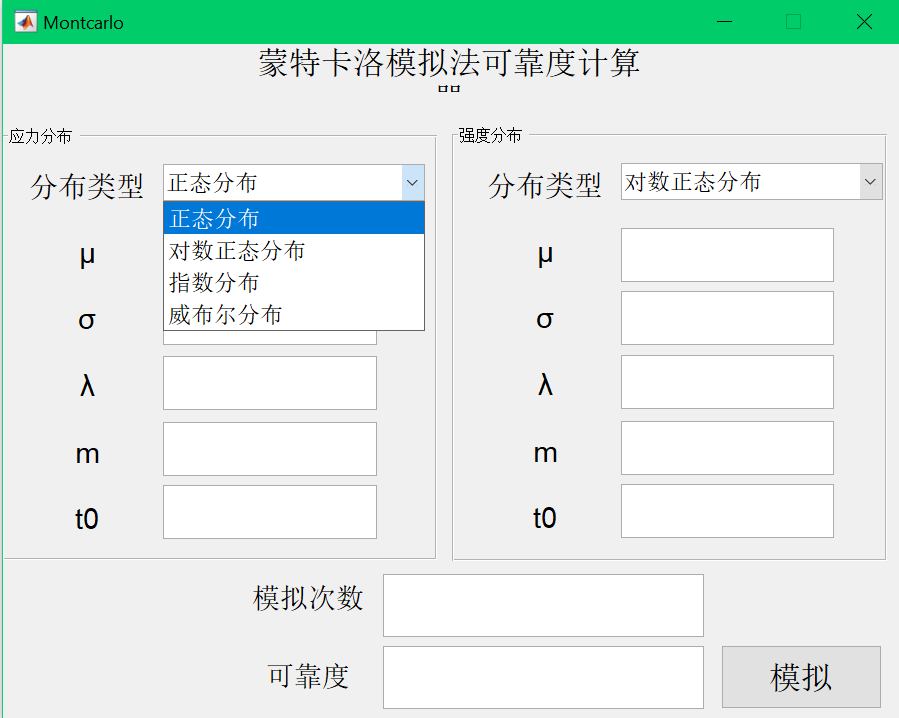 Montcarlo
蒙特卡洛模拟法可靠度计算
应力分布
分布类型
正态分布
正态分布
对数正态分布
指数分布
威布尔分布
μ
σ
λ
m
t0
强度分布
分布类型
对数正态分布
μ
σ
λ
m
t0
模拟次数
可靠度
模拟